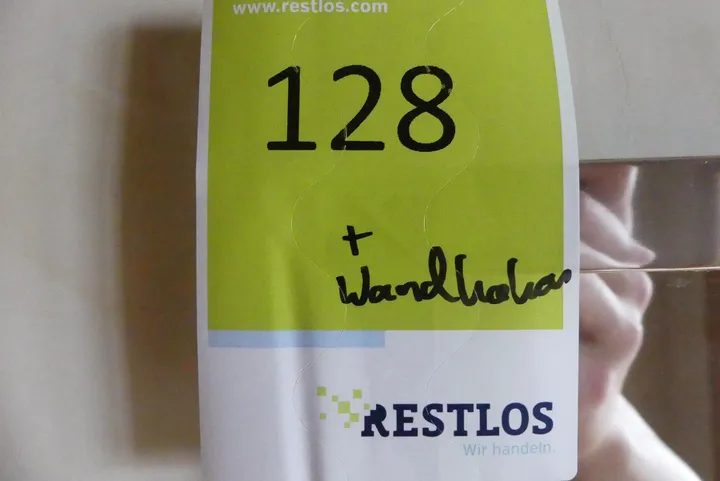 www.restlos.com
128
+
Wandhaken
RESTLOS
Wir handeln.